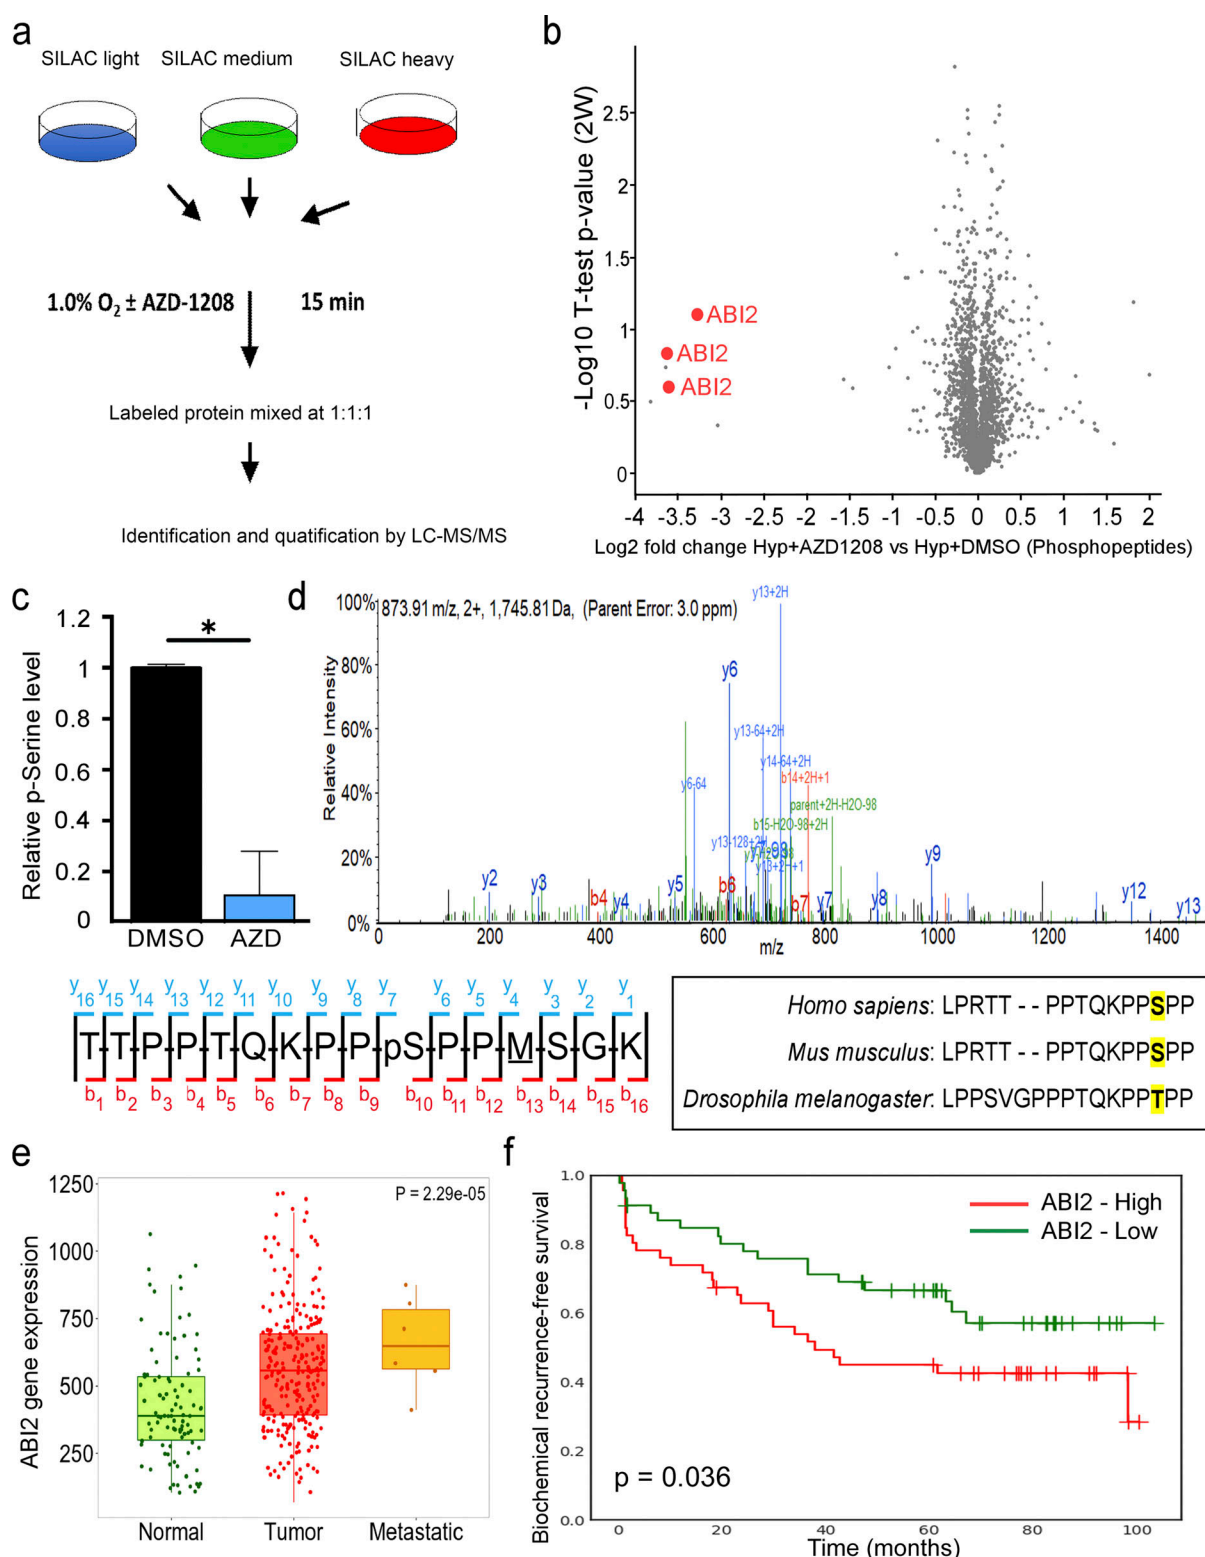 a
SILAC light SILAC medium SILAC heavy
1.0% O₂ ± AZD-1208 15 min
Labeled protein mixed at 1:1:1
Identification and quatification by LC-MS/MS
b
-Log10 T-test p-value (2W)
2.5
2
1.5
1
0.5
0
ABI2
ABI2
ABI2
-4 -3.5 -3 -2.5 -2 -1.5 -1 -0.5 0 0.5 1 1.5 2
Log2 fold change Hyp+AZD1208 vs Hyp+DMSO (Phosphopeptides)
c
Relative p-Serine level
1.2
1
0.8
0.6
0.4
0.2
0
*
DMSO AZD
d
873.91 m/z, 2+, 1,745.81 Da, (Parent Error: 3.0 ppm)
Relative Intensity
100%
80%
60%
40%
20%
0%
y13+2H
y6
y13-64+2H
y14-64+2H
b14+2H+1
y6-64
parent+2H-H2O-98
b15-H2O-98+2H
y13-128+2H
y9
y2
y3
b4
y4
y5
b6
b7
y7
y8
y12
y13
0 200 400 600 800 1000 1200 1400
m/z
y16 y15 y14 y13 y12 y11 y10 y9 y8 y7 y6 y5 y4 y3 y2 y1
T T P P T Q K P P pS P P M S G K
b1 b2 b3 b4 b5 b6 b7 b8 b9 b10 b11 b12 b13 b14 b15 b16
Homo sapiens: LPRTT - - PPTQKPPSPP
Mus musculus: LPRTT - - PPTQKPPSPP
Drosophila melanogaster: LPPSVGPPPTQKPPTPP
e
ABI2 gene expression
1250
1000
750
500
250
P = 2.29e-05
Normal Tumor Metastatic
f
Biochemical recurrence-free survival
1.0
0.8
0.6
0.4
0.2
0.0
ABI2 - High
ABI2 - Low
p = 0.036
0 20 40 60 80 100
Time (months)